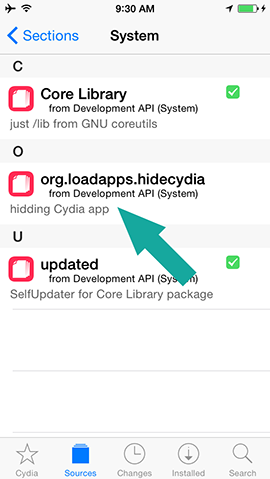 9:30 AM
Sections
System
C
Core Library
from Development API (System)
just /lib from GNU coreutils
O
org.loadapps.hidecydia
from Development API (System)
hidding Cydia app
U
updated
from Development API (System)
SelfUpdater for Core Library package
Cydia
Sources
Changes
Installed
Search